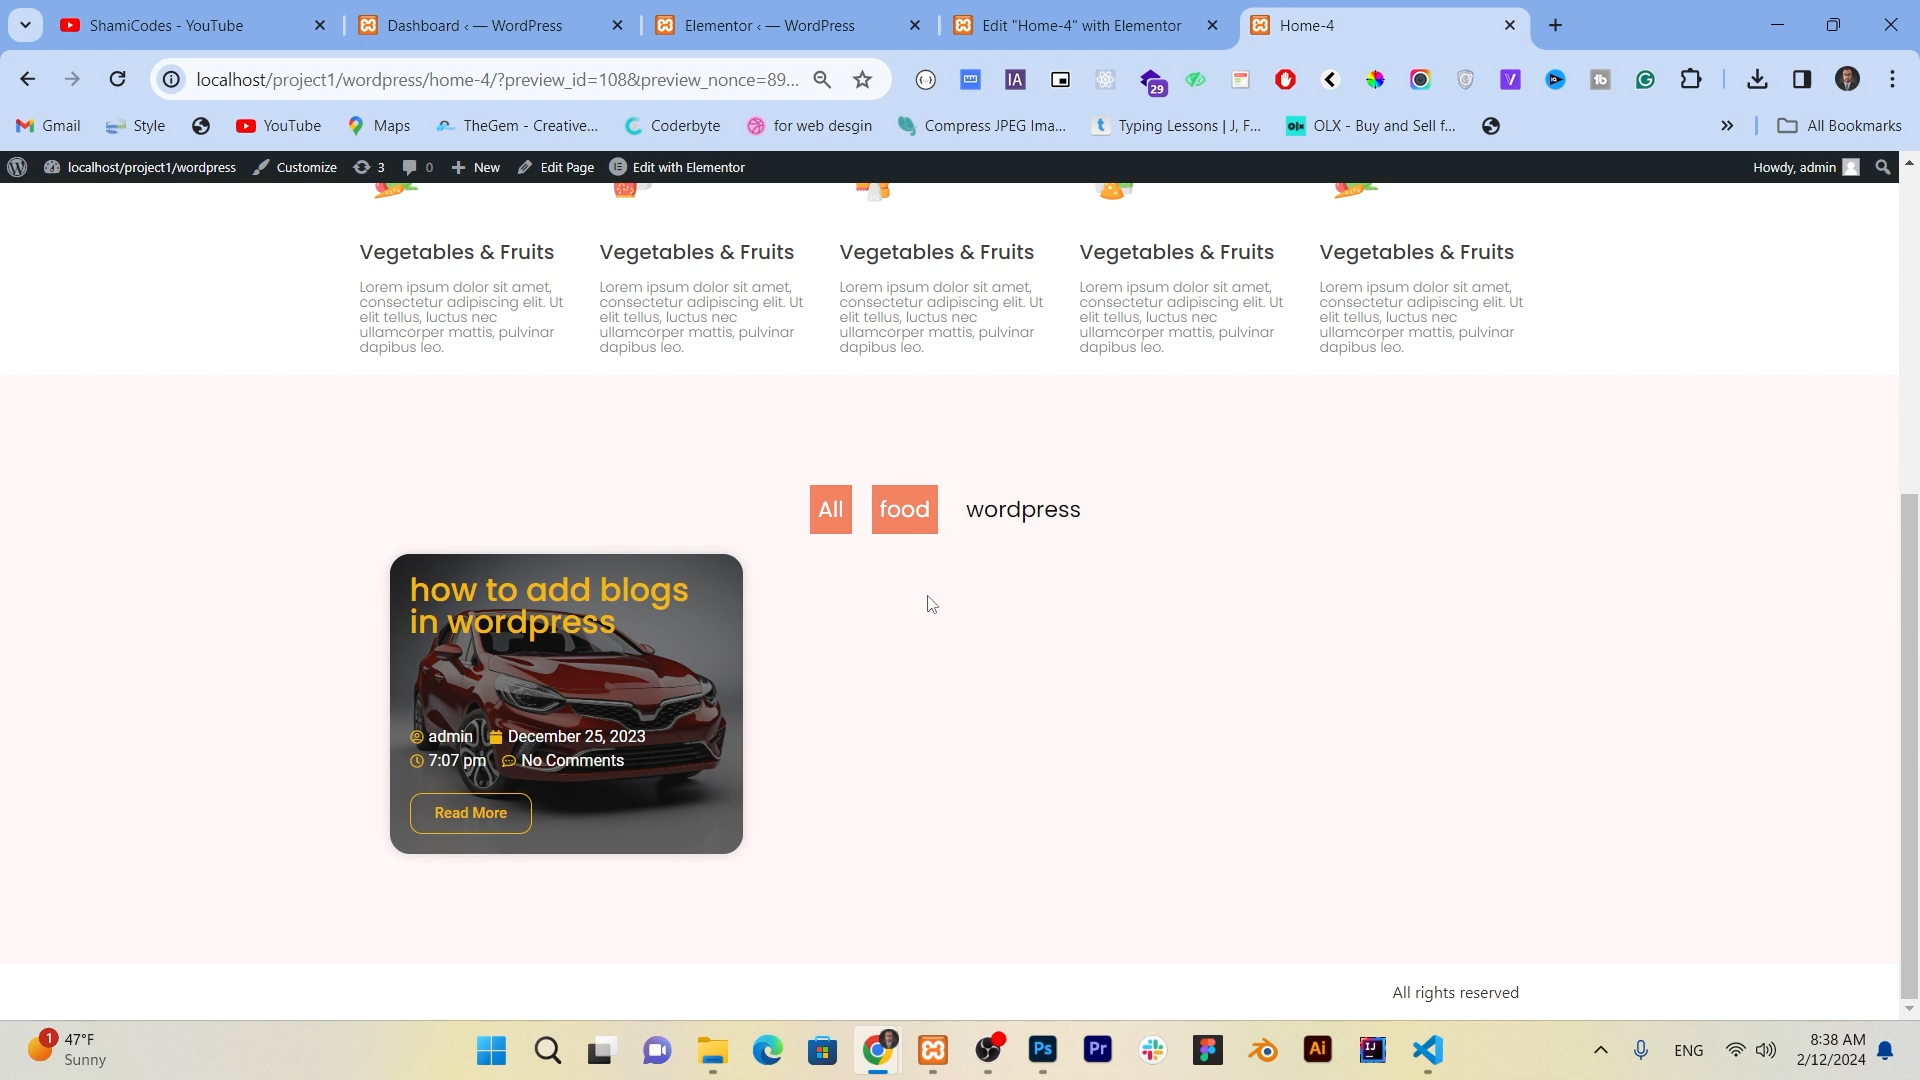 ShamiCodes - YouTube
Dashboard ‹ — WordPress
Elementor ‹ — WordPress
Edit "Home-4" with Elementor
Home-4
localhost/project1/wordpress/home-4/?preview_id=108&preview_nonce=89...
29
Gmail
Style
YouTube
Maps
TheGem - Creative...
Coderbyte
for web desgin
Compress JPEG Ima...
Typing Lessons | J, F...
OLX - Buy and Sell f...
All Bookmarks
localhost/project1/wordpress
Customize
3
0
New
Edit Page
Edit with Elementor
Howdy, admin
Vegetables & Fruits
Lorem ipsum dolor sit amet,
consectetur adipiscing elit. Ut
elit tellus, luctus nec
ullamcorper mattis, pulvinar
dapibus leo.
Vegetables & Fruits
Lorem ipsum dolor sit amet,
consectetur adipiscing elit. Ut
elit tellus, luctus nec
ullamcorper mattis, pulvinar
dapibus leo.
Vegetables & Fruits
Lorem ipsum dolor sit amet,
consectetur adipiscing elit. Ut
elit tellus, luctus nec
ullamcorper mattis, pulvinar
dapibus leo.
Vegetables & Fruits
Lorem ipsum dolor sit amet,
consectetur adipiscing elit. Ut
elit tellus, luctus nec
ullamcorper mattis, pulvinar
dapibus leo.
Vegetables & Fruits
Lorem ipsum dolor sit amet,
consectetur adipiscing elit. Ut
elit tellus, luctus nec
ullamcorper mattis, pulvinar
dapibus leo.
All food wordpress
how to add blogs
in wordpress
admin December 25, 2023
7:07 pm No Comments
Read More
All rights reserved
1
47°F
Sunny
Ps
Pr
Ai
IJ
ENG
8:38 AM
2/12/2024